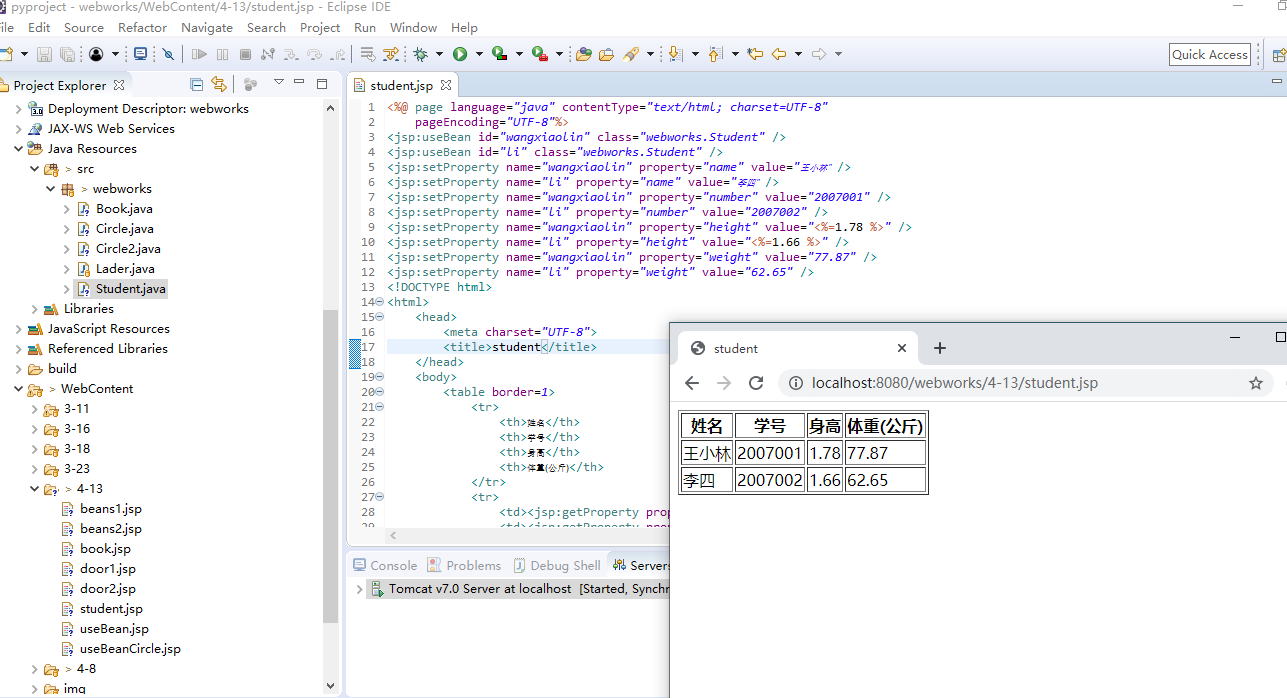 pyproject - webworks/WebContent/4-13/student.jsp - Eclipse IDE
File Edit Source Refactor Navigate Search Project Run Window Help
Quick Access
Project Explorer
> Deployment Descriptor: webworks
JAX-WS Web Services
Java Resources
> src
> webworks
Book.java
Circle.java
Circle2.java
Lader.java
Student.java
Libraries
JavaScript Resources
Referenced Libraries
build
> WebContent
3-11
3-16
3-18
3-23
> 4-13
beans1.jsp
beans2.jsp
book.jsp
door1.jsp
door2.jsp
student.jsp
useBean.jsp
useBeanCircle.jsp
> 4-8
img
student.jsp
1 <%@ page language="java" contentType="text/html; charset=UTF-8"
2 pageEncoding="UTF-8"%>
3 <jsp:useBean id="wangxiaolin" class="webworks.Student" />
4 <jsp:useBean id="li" class="webworks.Student" />
5 <jsp:setProperty name="wangxiaolin" property="name" value="王小林" />
6 <jsp:setProperty name="li" property="name" value="李四" />
7 <jsp:setProperty name="wangxiaolin" property="number" value="2007001" />
8 <jsp:setProperty name="li" property="number" value="2007002" />
9 <jsp:setProperty name="wangxiaolin" property="height" value="<%=1.78 %>" />
10 <jsp:setProperty name="li" property="height" value="<%=1.66 %>" />
11 <jsp:setProperty name="wangxiaolin" property="weight" value="77.87" />
12 <jsp:setProperty name="li" property="weight" value="62.65" />
13 <!DOCTYPE html>
14 <html>
15 <head>
16 <meta charset="UTF-8">
17 <title>student</title>
18 </head>
19 <body>
20 <table border=1>
21 <tr>
22 <th>姓名</th>
23 <th>学号</th>
24 <th>身高</th>
25 <th>体重(公斤)</th>
26 </tr>
27 <tr>
28 <td><jsp:getProperty prop
29 <td><jsp:getProperty prop
Console Problems Debug Shell Servers
Tomcat v7.0 Server at localhost [Started, Synchr
student
localhost:8080/webworks/4-13/student.jsp
姓名 学号 身高 体重(公斤)
王小林 2007001 1.78 77.87
李四 2007002 1.66 62.65